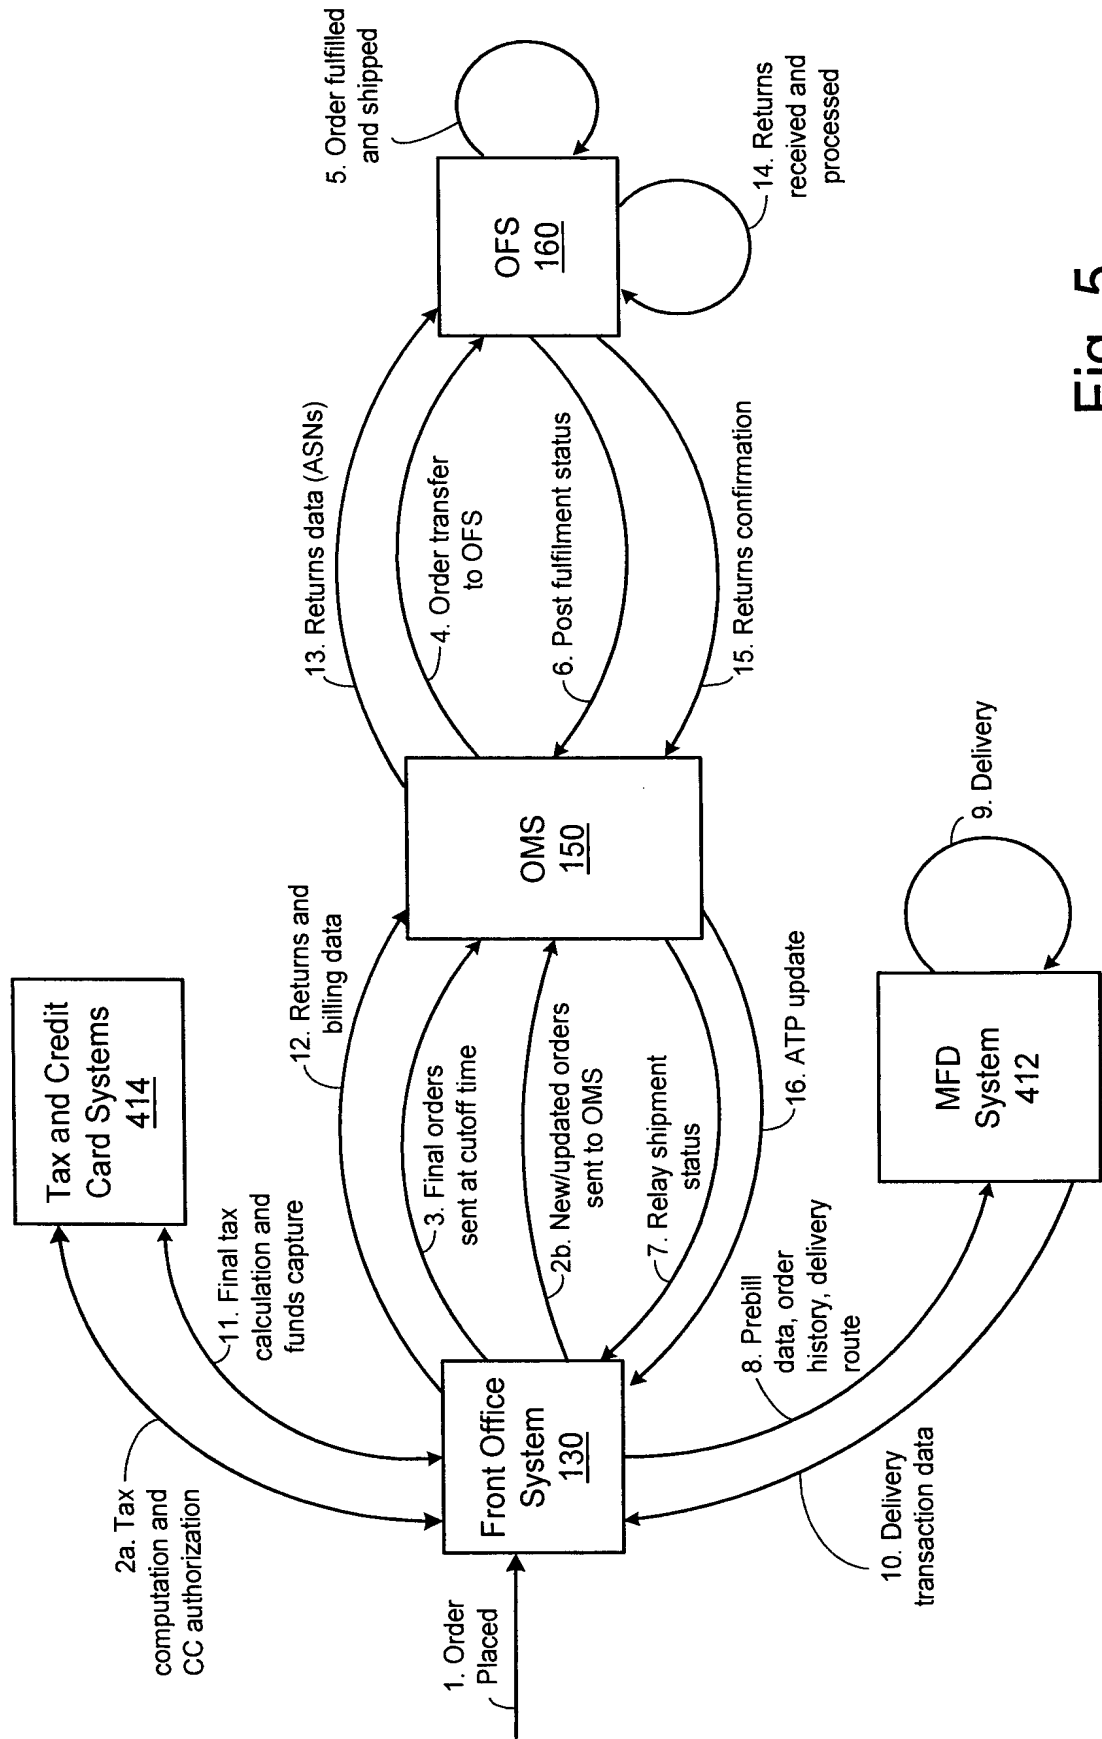 Tax and Credit
Card Systems
414
2a. Tax
computation and
CC authorization
11. Final tax
calculation and
funds capture
12. Returns and
billing data
3. Final orders
sent at cutoff time
2b. New/updated orders
sent to OMS
7. Relay shipment
status
16. ATP update
1. Order
Placed
Front Office
System
130
OMS
150
13. Returns data (ASNs)
4. Order transfer
to OFS
6. Post fulfilment status
15. Returns confirmation
5. Order fulfilled
and shipped
OFS
160
14. Returns
received and
processed
8. Prebill
data, order
history, delivery
route
10. Delivery
transaction data
MFD
System
412
9. Delivery
Fig. 5